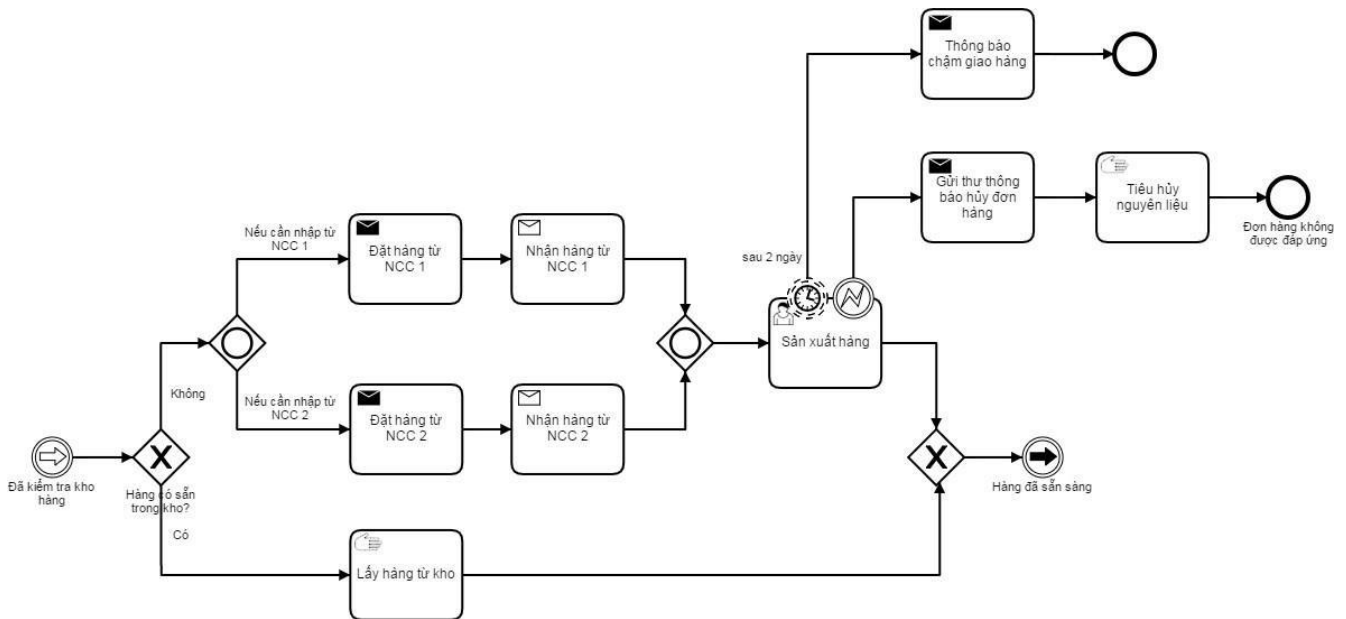 Thông báo
chậm giao hàng
Gửi thư thông
báo hủy đơn
hàng
Tiêu hủy
nguyên liệu
Đơn hàng không
được đáp ứng
Nếu cần nhập từ
NCC 1
Đặt hàng từ
NCC 1
Nhận hàng từ
NCC 1
sau 2 ngày
Sản xuất hàng
Không
Nếu cần nhập từ
NCC 2
Đặt hàng từ
NCC 2
Nhận hàng từ
NCC 2
Đã kiểm tra kho
hàng
Hàng có sẵn
trong kho?
Có
Hàng đã sẵn sàng
Lấy hàng từ kho